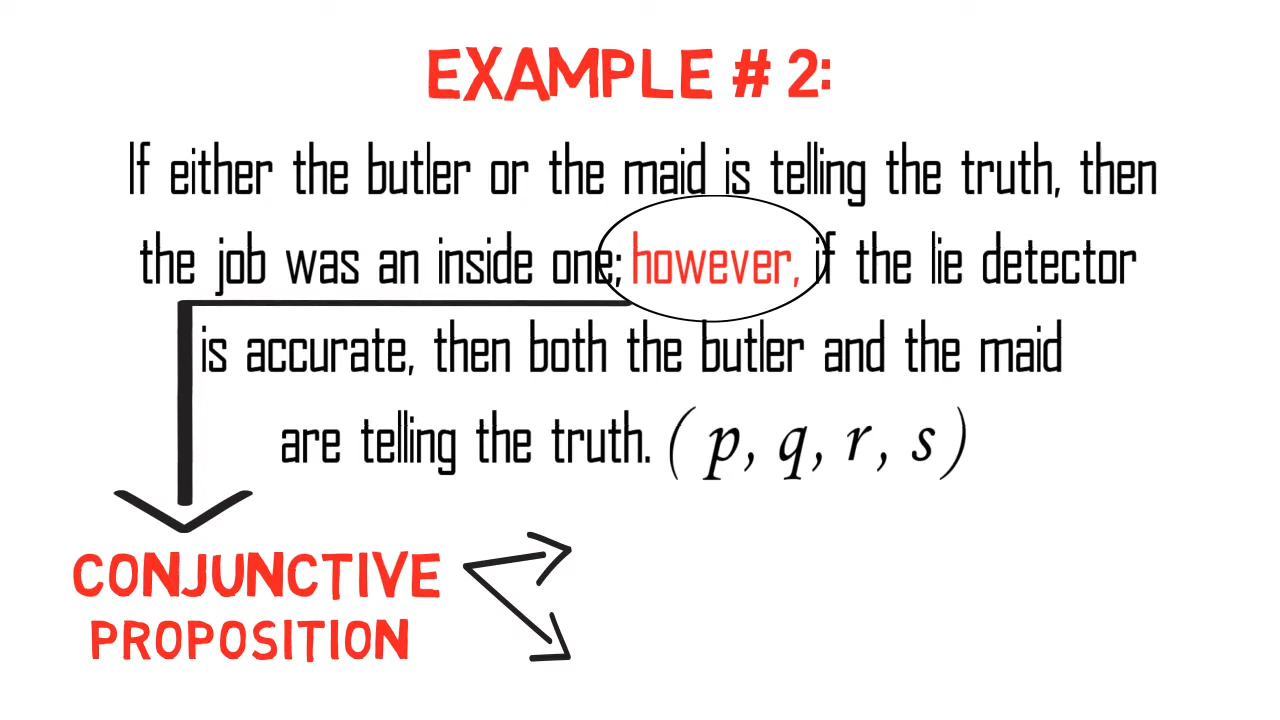 EXAMPLE # 2:
If either the butler or the maid is telling the truth, then
the job was an inside one; however, if the lie detector
is accurate, then both the butler and the maid
are telling the truth. ( p, q, r, s )
CONJUNCTIVE
PROPOSITION